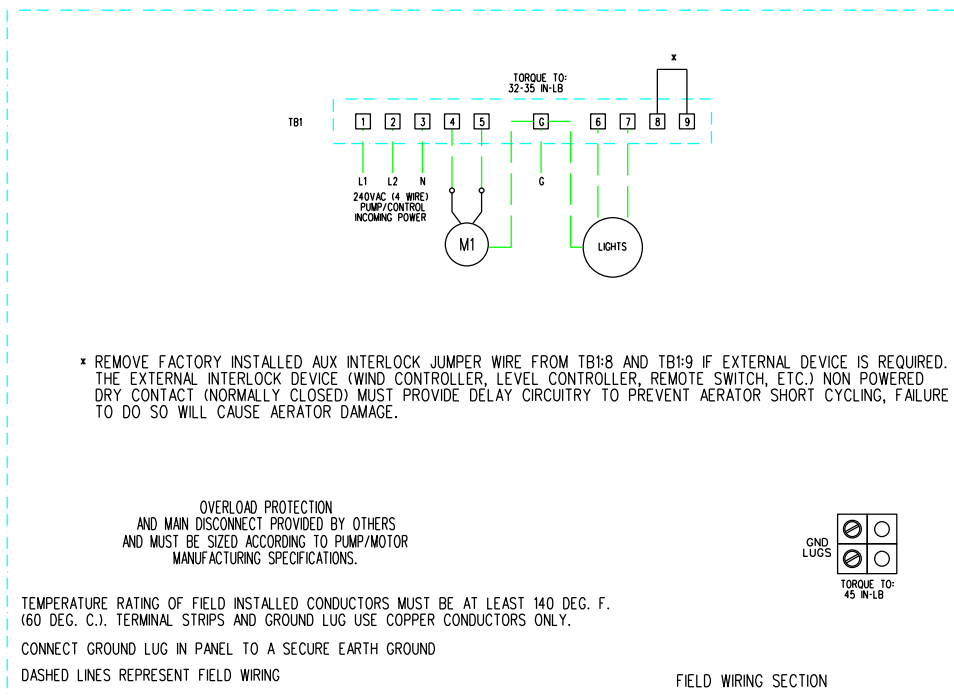 x
TORQUE TO:
32-35 IN-LB
TB1
1 2 3 4 5 G 6 7 8 9
L1 L2 N G
240VAC (4 WIRE)
PUMP/CONTROL
INCOMING POWER
M1
LIGHTS
x REMOVE FACTORY INSTALLED AUX INTERLOCK JUMPER WIRE FROM TB1:8 AND TB1:9 IF EXTERNAL DEVICE IS REQUIRED.
THE EXTERNAL INTERLOCK DEVICE (WIND CONTROLLER, LEVEL CONTROLLER, REMOTE SWITCH, ETC.) NON POWERED
DRY CONTACT (NORMALLY CLOSED) MUST PROVIDE DELAY CIRCUITRY TO PREVENT AERATOR SHORT CYCLING, FAILURE
TO DO SO WILL CAUSE AERATOR DAMAGE.
OVERLOAD PROTECTION
AND MAIN DISCONNECT PROVIDED BY OTHERS
AND MUST BE SIZED ACCORDING TO PUMP/MOTOR
MANUFACTURING SPECIFICATIONS.
GND
LUGS
TORQUE TO:
45 IN-LB
TEMPERATURE RATING OF FIELD INSTALLED CONDUCTORS MUST BE AT LEAST 140 DEG. F.
(60 DEG. C.). TERMINAL STRIPS AND GROUND LUG USE COPPER CONDUCTORS ONLY.
CONNECT GROUND LUG IN PANEL TO A SECURE EARTH GROUND
DASHED LINES REPRESENT FIELD WIRING
FIELD WIRING SECTION